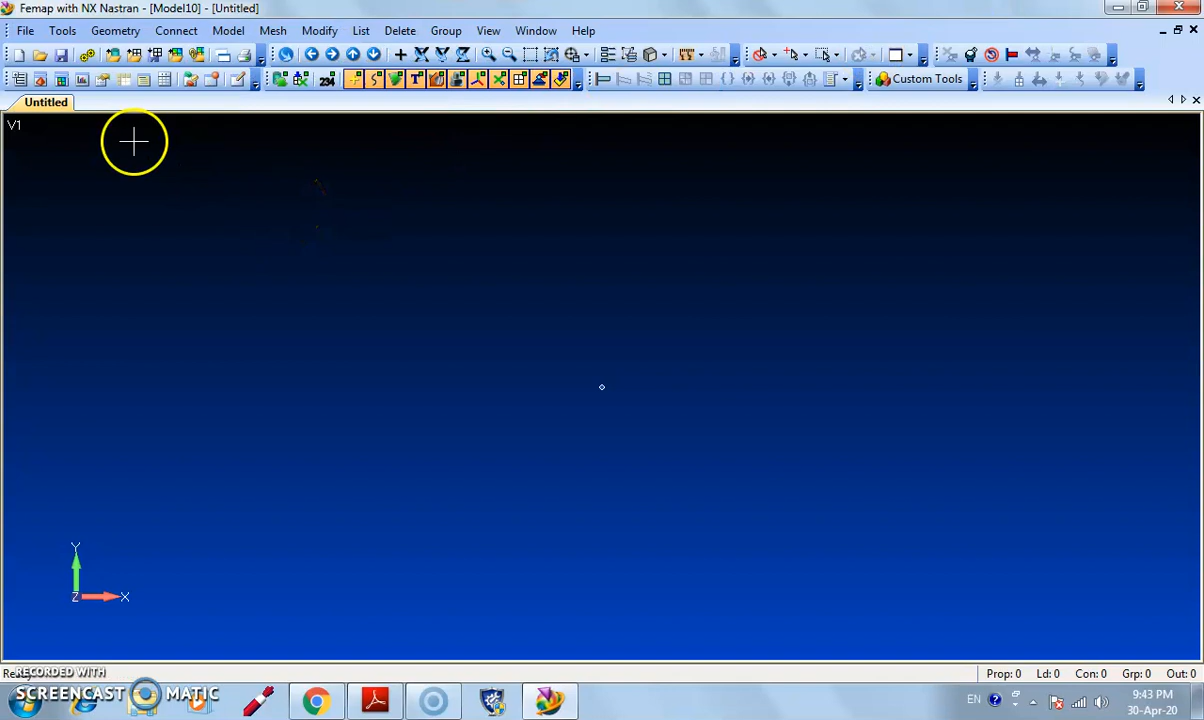 Femap with NX Nastran - [Model10] - [Untitled]
File Tools Geometry Connect Model Mesh Modify List Delete Group View Window Help
234 T Custom Tools
Untitled
V1
Y
Z X
Ready Prop: 0 Ld: 0 Con: 0 Grp: 0 Out: 0
RECORDED WITH
SCREENCAST MATIC
EN 9:43 PM
30-Apr-20